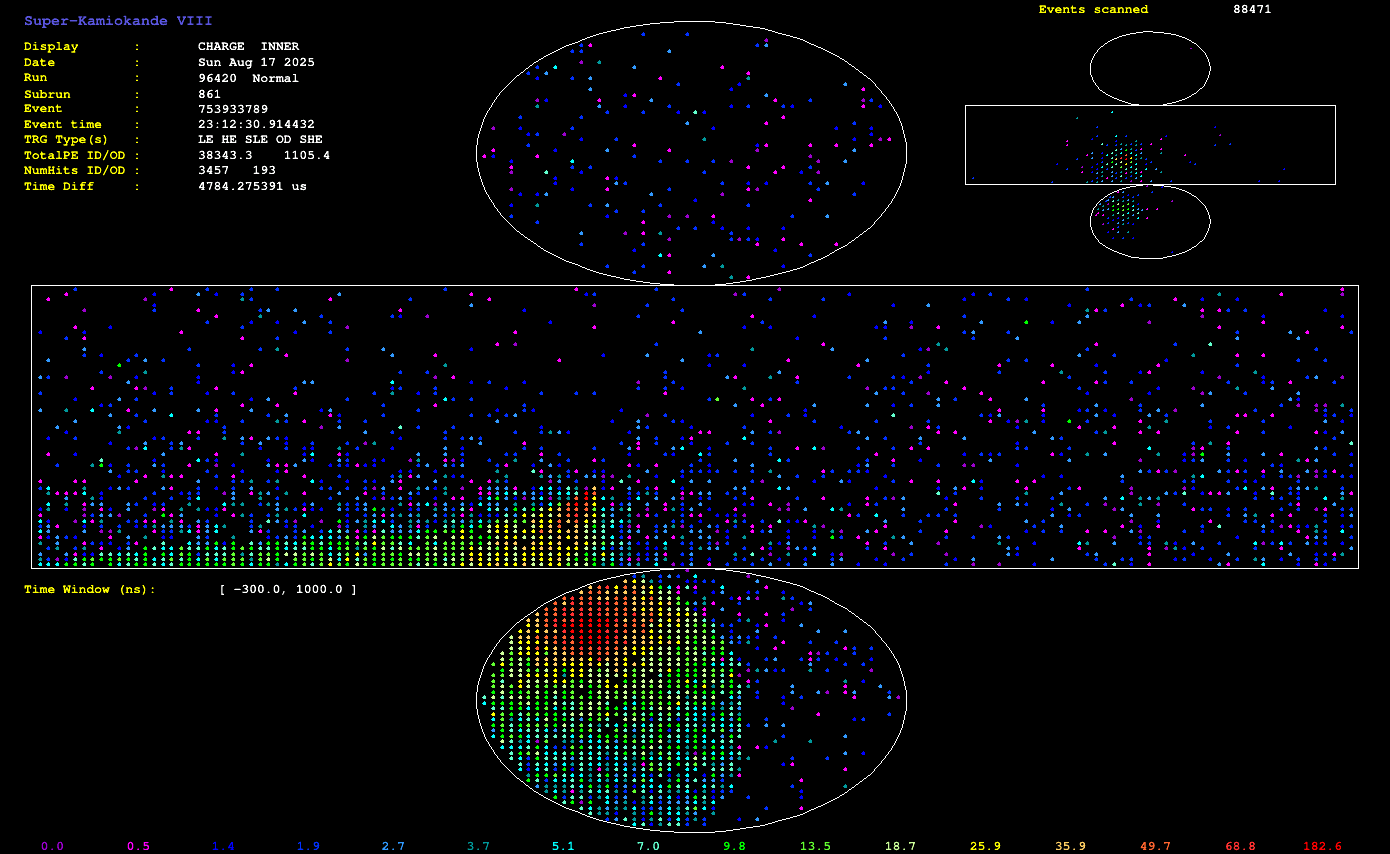 Super-Kamiokande VIII
Events scanned 88471
Display : CHARGE INNER
Date : Sun Aug 17 2025
Run : 96420 Normal
Subrun : 861
Event : 753933789
Event time : 23:12:30.914432
TRG Type(s) : LE HE SLE OD SHE
TotalPE ID/OD : 38343.3 1105.4
NumHits ID/OD : 3457 193
Time Diff : 4784.275391 us
Time Window (ns): [ -300.0, 1000.0 ]
0.0 0.5 1.4 1.9 2.7 3.7 5.1 7.0 9.8 13.5 18.7 25.9 35.9 49.7 68.8 182.6